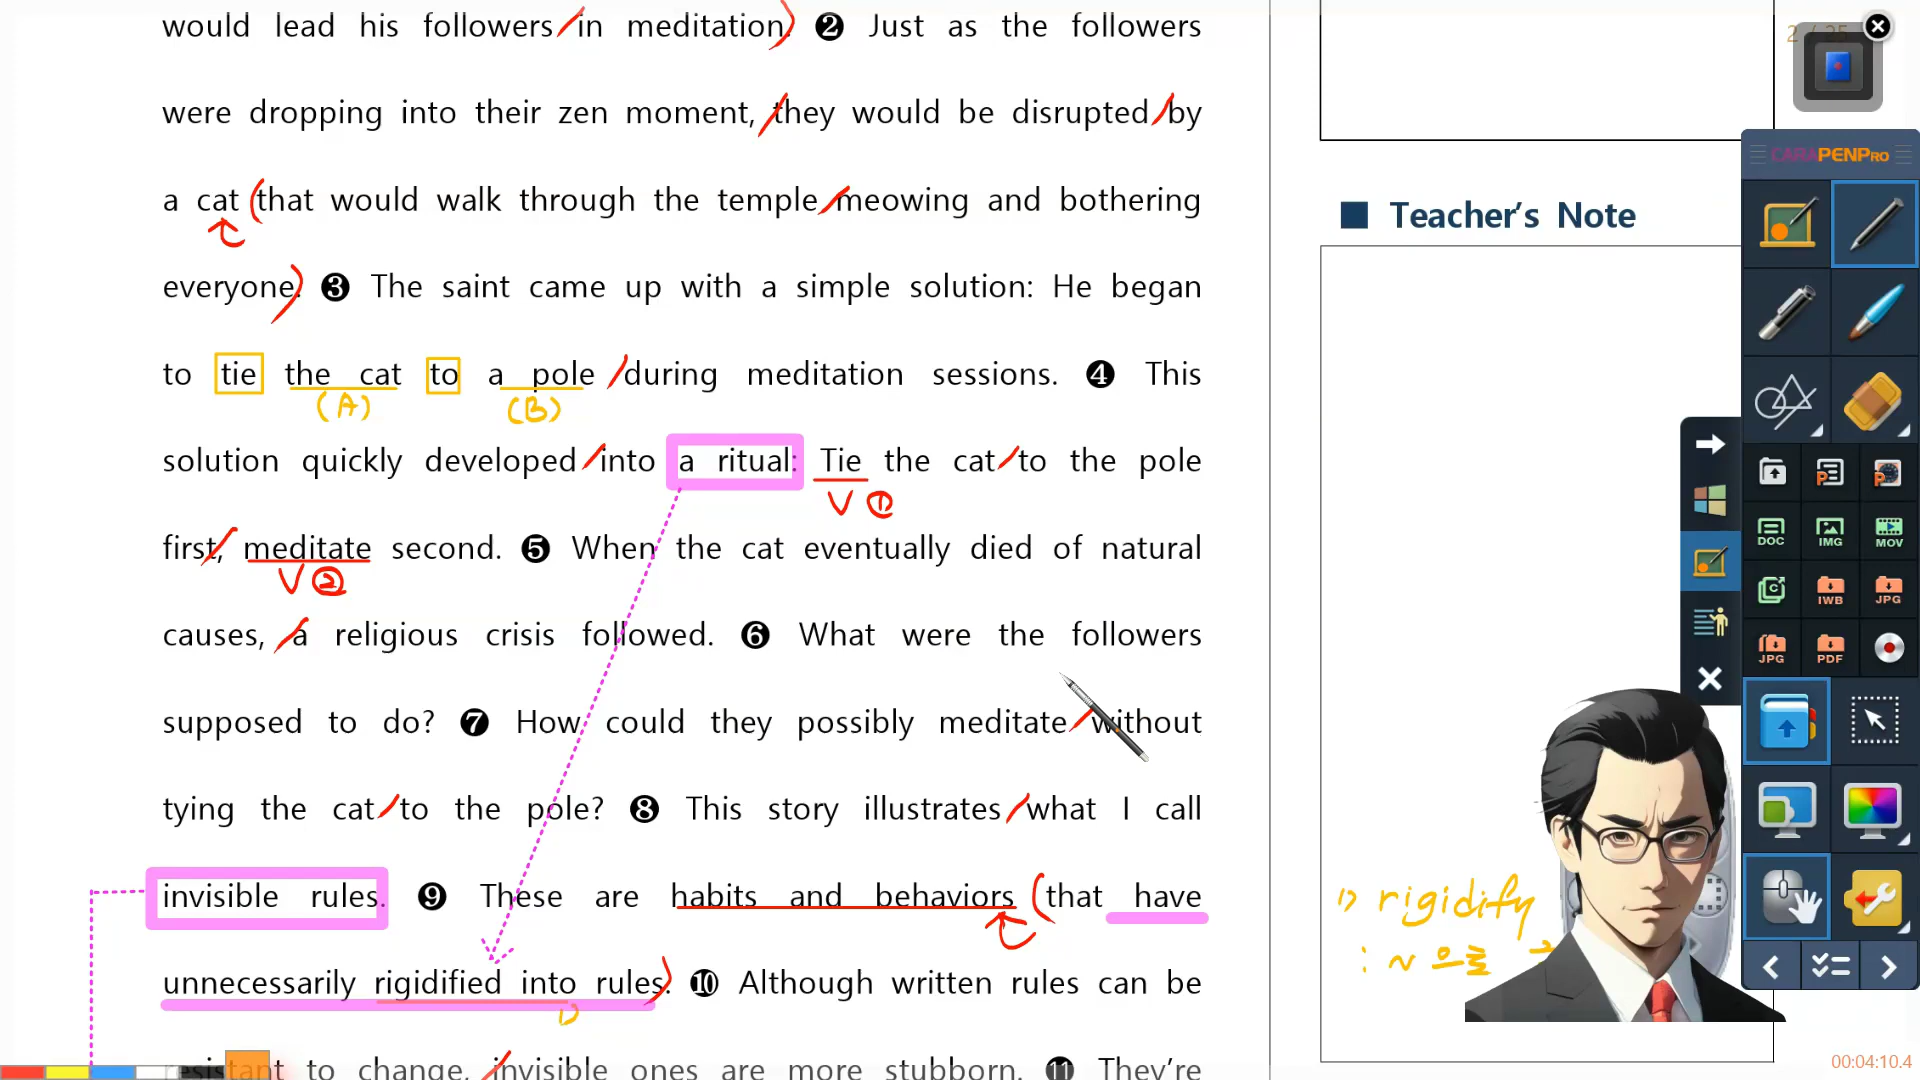 would lead his followers in meditation. ❷ Just as the followers
were dropping into their zen moment, they would be disrupted by
a cat that would walk through the temple meowing and bothering
everyone. ❸ The saint came up with a simple solution: He began
to tie the cat to a pole during meditation sessions. ❹ This
(A) (B)
solution quickly developed into a ritual: Tie the cat to the pole
V ①
first, meditate second. ❺ When the cat eventually died of natural
V ②
causes, a religious crisis followed. ❻ What were the followers
supposed to do? ❼ How could they possibly meditate without
tying the cat to the pole? ❽ This story illustrates what I call
invisible rules. ❾ These are habits and behaviors (that have
unnecessarily rigidified into rules). ❿ Although written rules can be
1)
resistant to change, invisible ones are more stubborn. ⓫ They're
■ Teacher's Note
1) rigidify
: ~으로
2 / 25
CARAPENPRO
DOC IMG MOV
IWB JPG
JPG PDF
00:04:10.4